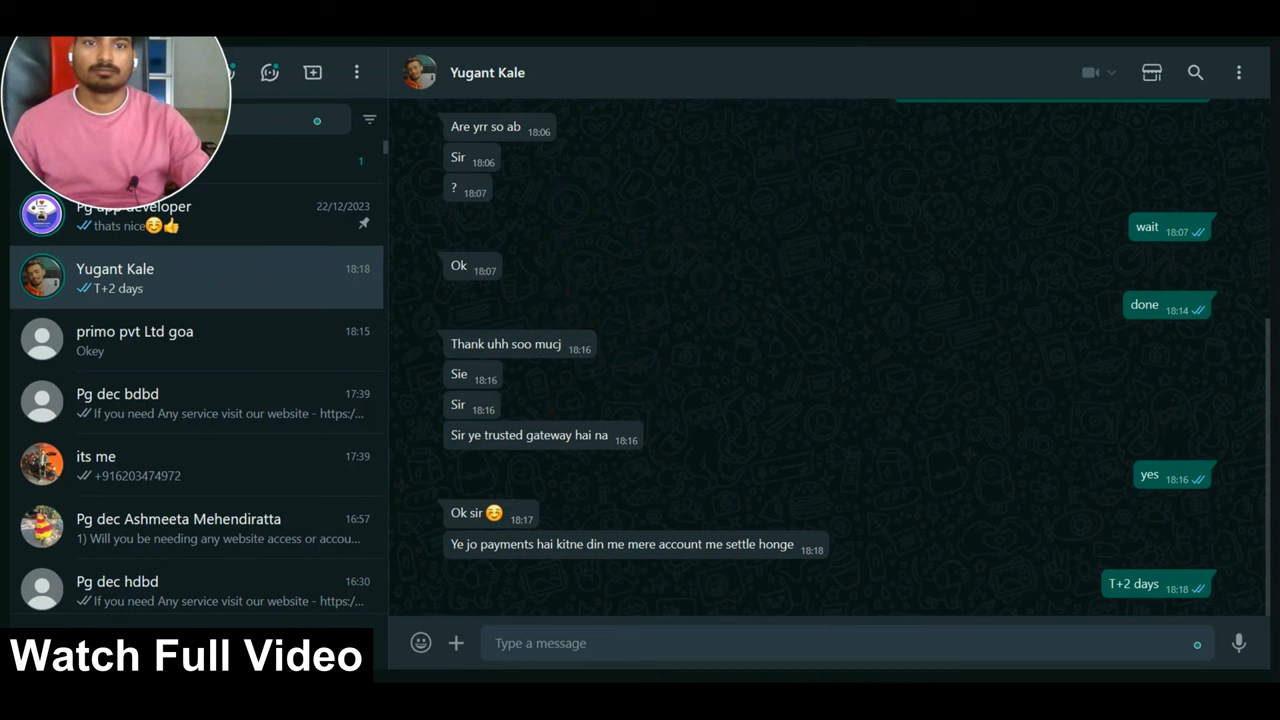 1
Pg app developer
22/12/2023
thats nice☺️👍
Yugant Kale
18:18
T+2 days
primo pvt Ltd goa
18:15
Okey
Pg dec bdbd
17:39
If you need Any service visit our website - https:/...
its me
17:39
+916203474972
Pg dec Ashmeeta Mehendiratta
16:57
1) Will you be needing any website access or accou...
Pg dec hdbd
16:30
If you need Any service visit our website - https:/...
Watch Full Video
Yugant Kale
Are yrr so ab 18:06
Sir 18:06
? 18:07
wait 18:07
Ok 18:07
done 18:14
Thank uhh soo mucj 18:16
Sie 18:16
Sir 18:16
Sir ye trusted gateway hai na 18:16
yes 18:16
Ok sir☺️ 18:17
Ye jo payments hai kitne din me mere account me settle honge 18:18
T+2 days 18:18
Type a message